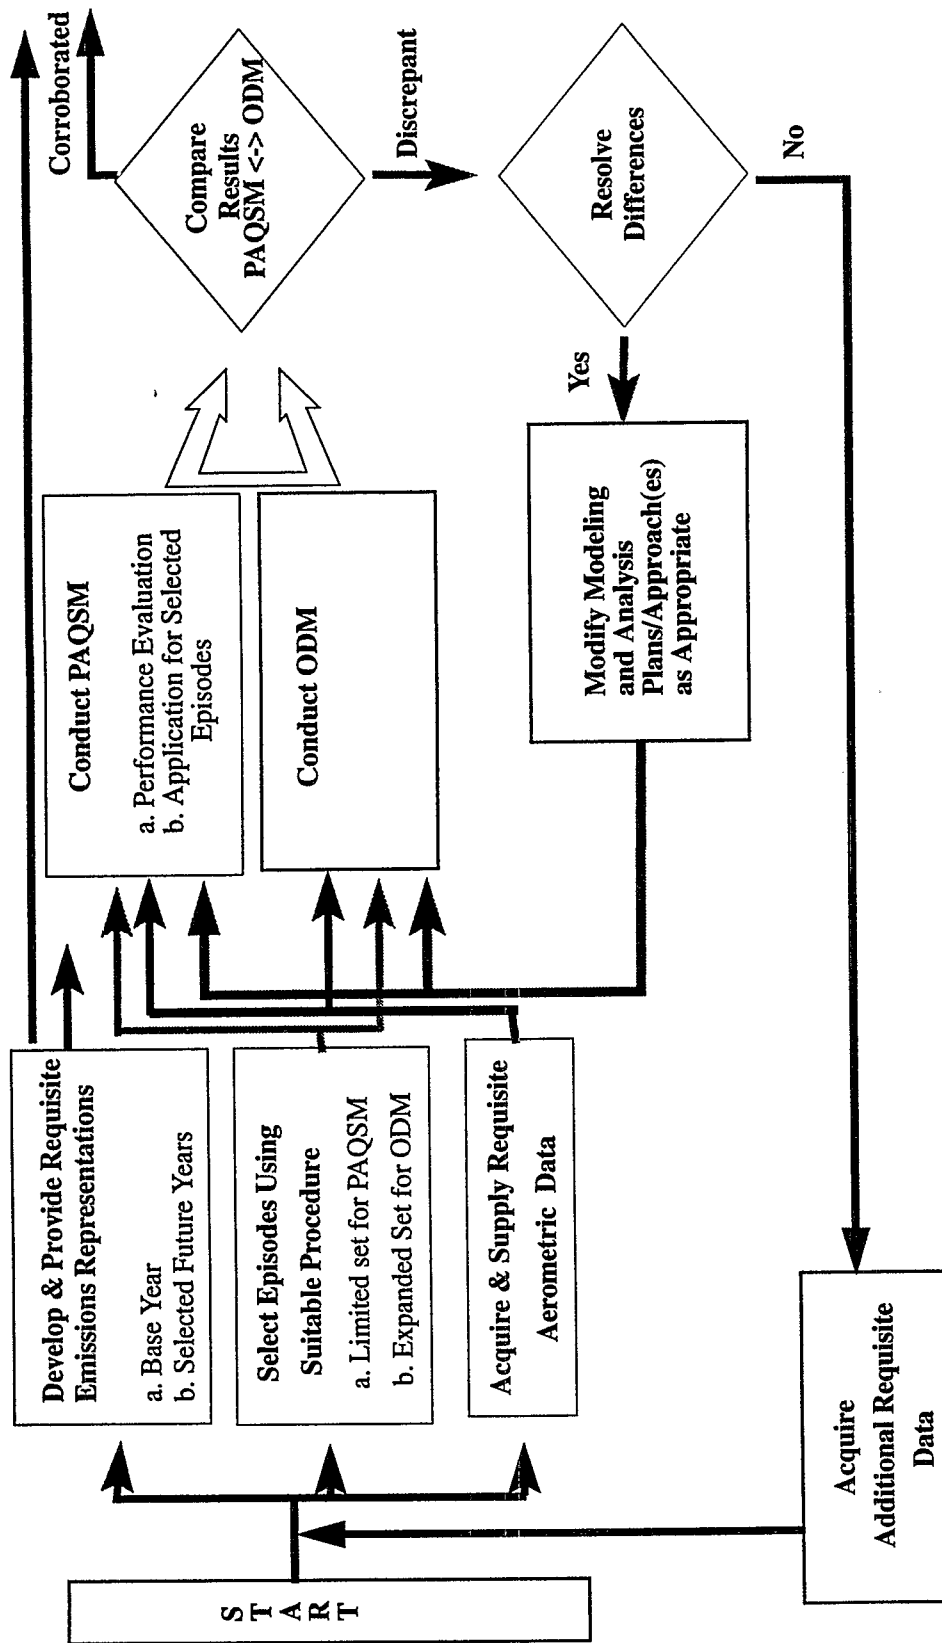 S
T
A
R
T
Develop & Provide Requisite
Emissions Representations
a. Base Year
b. Selected Future Years
Select Episodes Using
Suitable Procedure
a. Limited set for PAQSM
b. Expanded Set for ODM
Acquire & Supply Requisite
Aerometric Data
Acquire
Additional Requisite
Data
Conduct PAQSM
a. Performance Evaluation
b. Application for Selected
Episodes
Conduct ODM
Modify Modeling
and Analysis
Plans/Approach(es)
as Appropriate
Yes
Compare
Results
PAQSM <-> ODM
Corroborated
Discrepant
Resolve
Differences
No